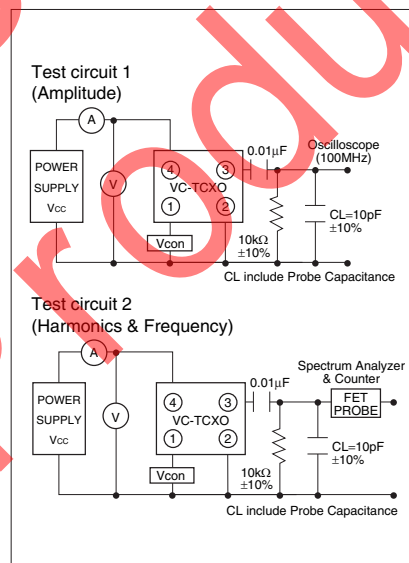 Test circuit 1
(Amplitude)
A
0.01µF
Oscilloscope
(100MHz)
POWER
SUPPLY
Vcc
V
4
3
VC-TCXO
1
2
Vcon
10kΩ
±10%
CL=10pF
±10%
CL include Probe Capacitance
Test circuit 2
(Harmonics & Frequency)
A
0.01µF
Spectrum Analyzer
& Counter
FET
PROBE
POWER
SUPPLY
Vcc
V
4
3
VC-TCXO
1
2
Vcon
10kΩ
±10%
CL=10pF
±10%
CL include Probe Capacitance